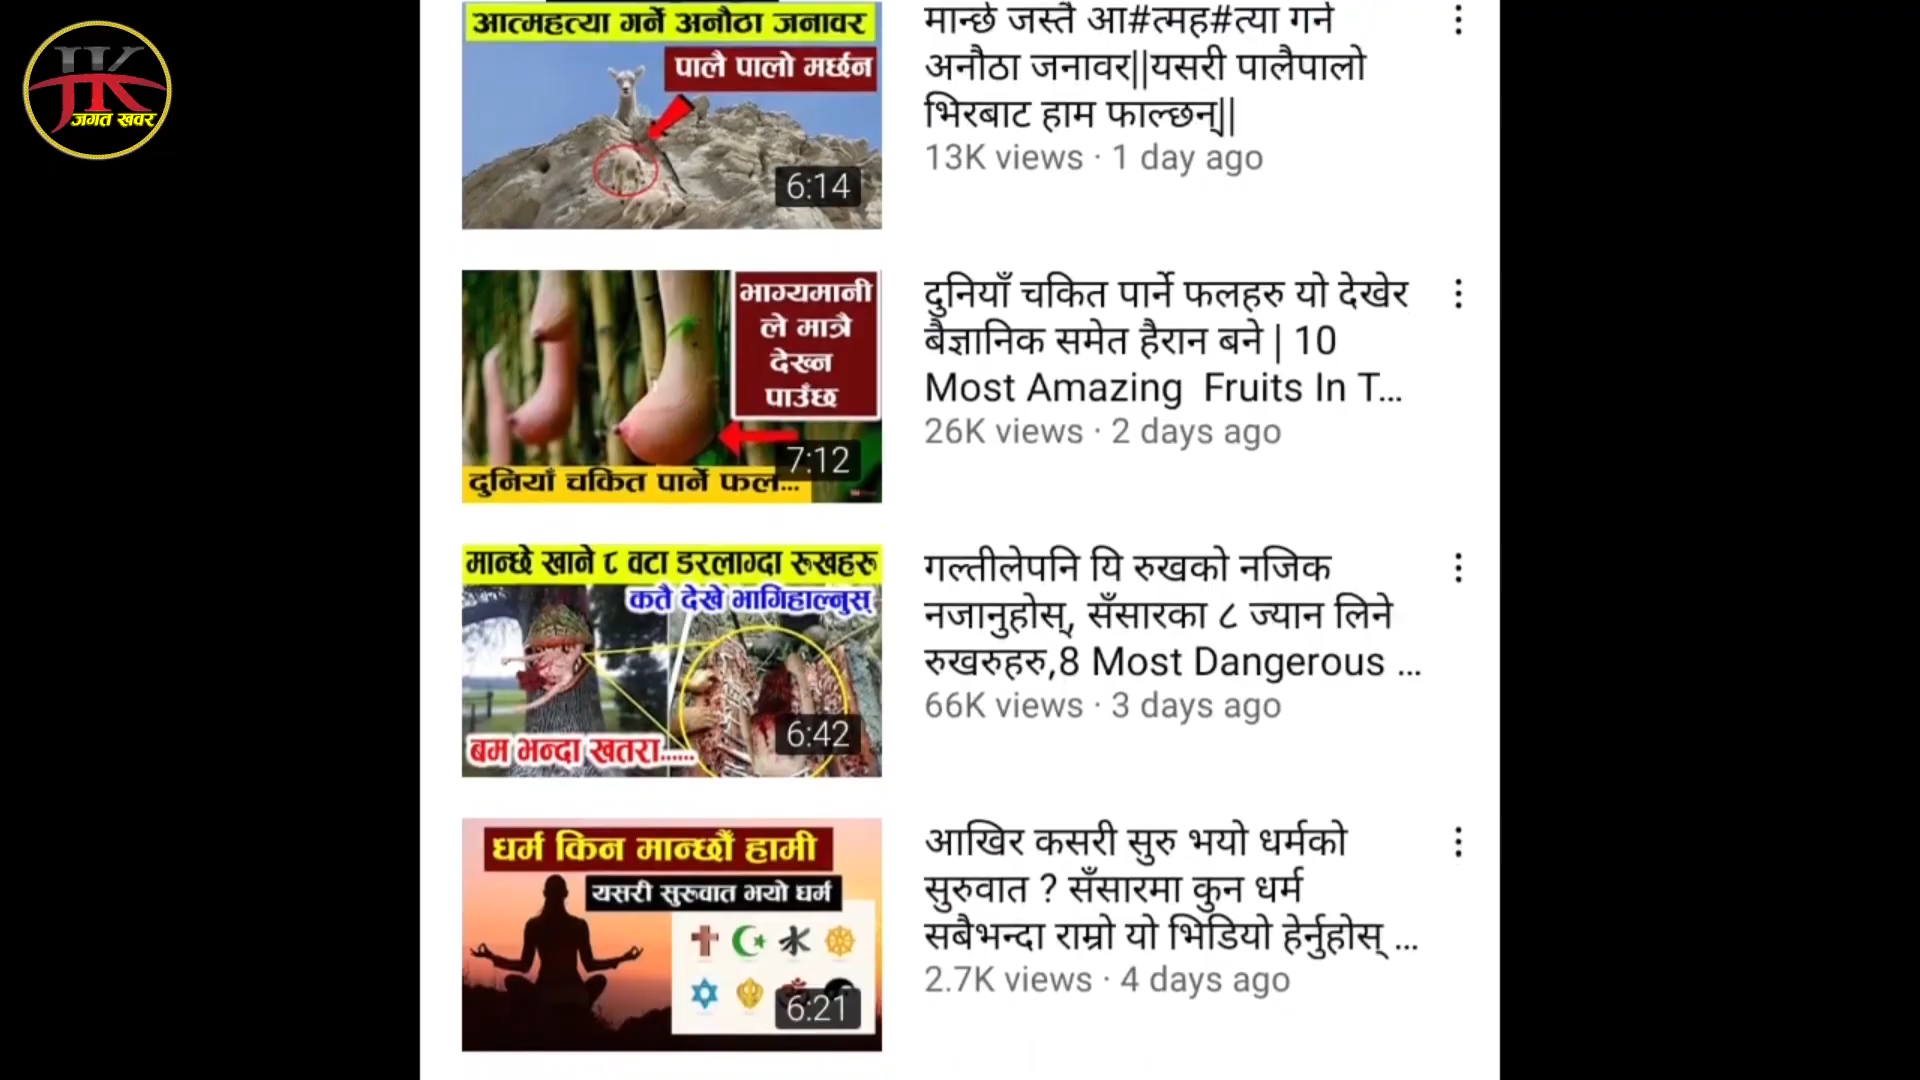 JK
जगत खवर
आत्महत्या गर्ने अनौठा जनावर
पालै पालो मर्छन
6:14
मान्छे जस्तै आ#त्मह#त्या गर्ने
अनौठा जनावर||यसरी पालैपालो
भिरबाट हाम फाल्छन्||
13K views · 1 day ago
भाग्यमानी
ले मात्रै
देख्न
पाउँछ
7:12
दुनियाँ चकित पार्ने फल...
दुनियाँ चकित पार्ने फलहरु यो देखेर
बैज्ञानिक समेत हैरान बने | 10
Most Amazing Fruits In T...
26K views · 2 days ago
मान्छे खाने ८ वटा डरलाग्दा रुखहरु
कतै देखे भागिहाल्नुस्
6:42
बम भन्दा खतरा......
गल्तीलेपनि यि रुखको नजिक
नजानुहोस्, सँसारका ८ ज्यान लिने
रुखरुहरु,8 Most Dangerous ...
66K views · 3 days ago
धर्म किन मान्छौँ हामी
यसरी सुरुवात भयो धर्म
6:21
आखिर कसरी सुरु भयो धर्मको
सुरुवात ? सँसारमा कुन धर्म
सबैभन्दा राम्रो यो भिडियो हेर्नुहोस् ...
2.7K views · 4 days ago